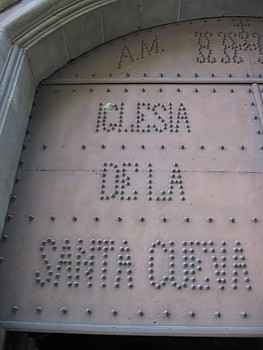 A.M.
IGLESIA
DE LA
SANTA CUEVA